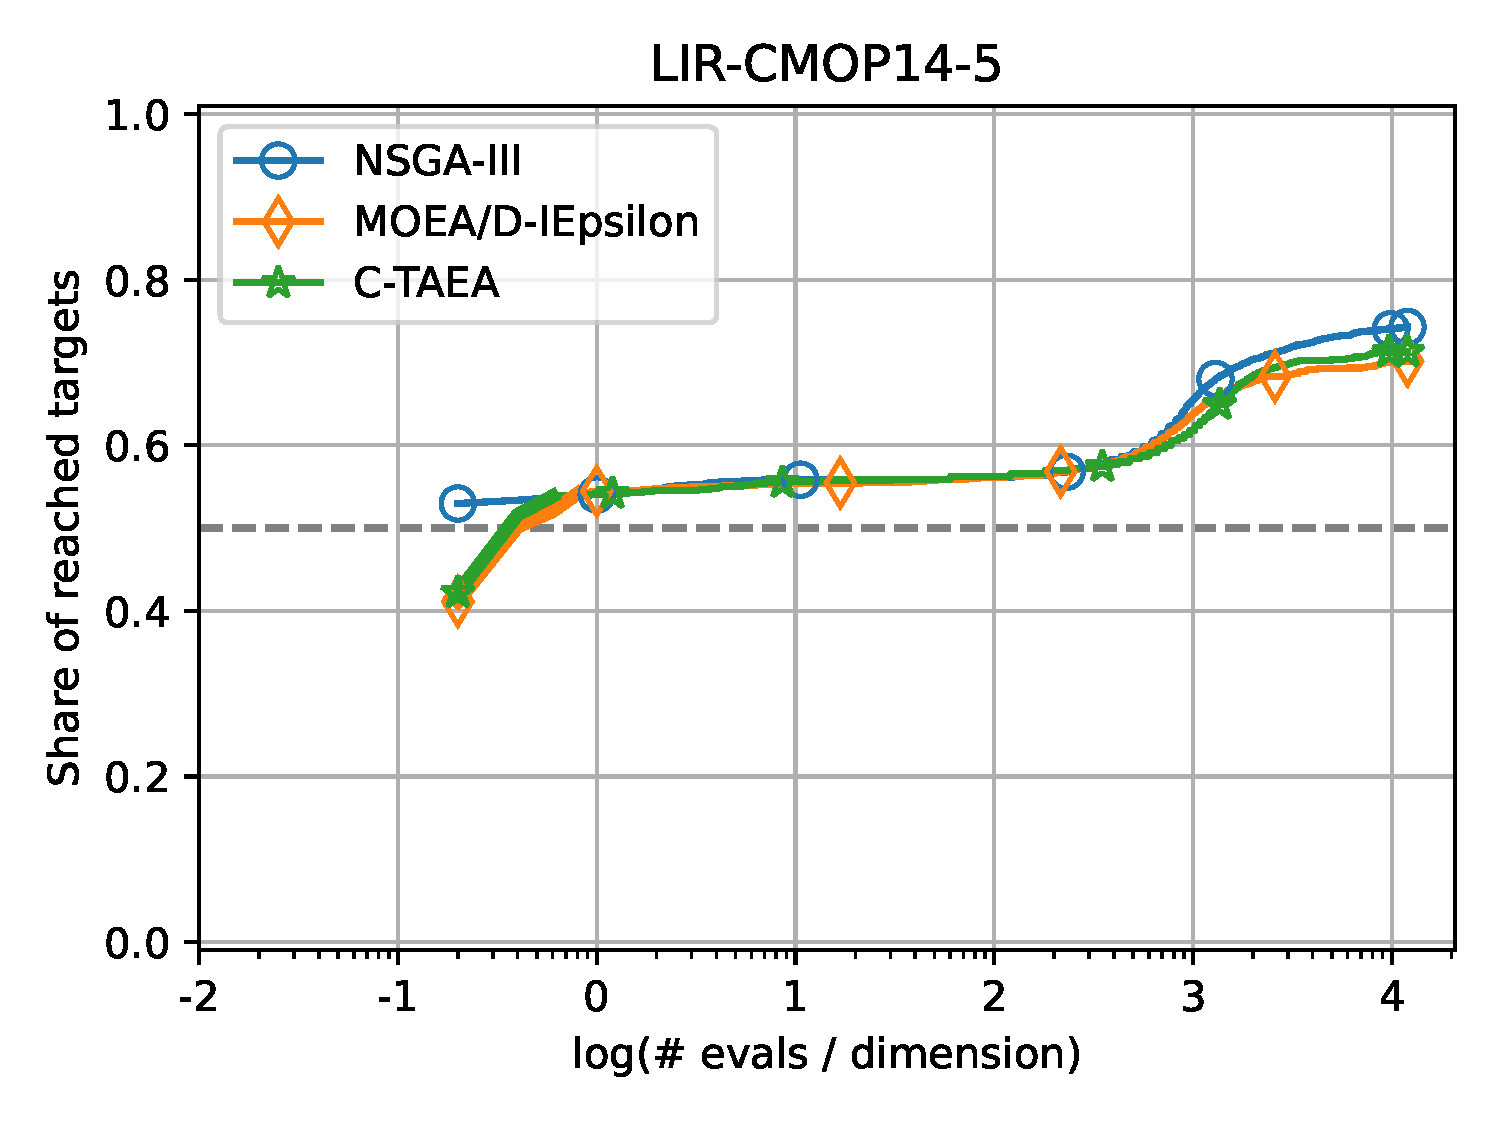 LIR-CMOP14-5
1.0
0.8
0.6
0.4
0.2
0.0
Share of reached targets
NSGA-III
MOEA/D-IEpsilon
C-TAEA
-2 -1 0 1 2 3 4
log(# evals / dimension)